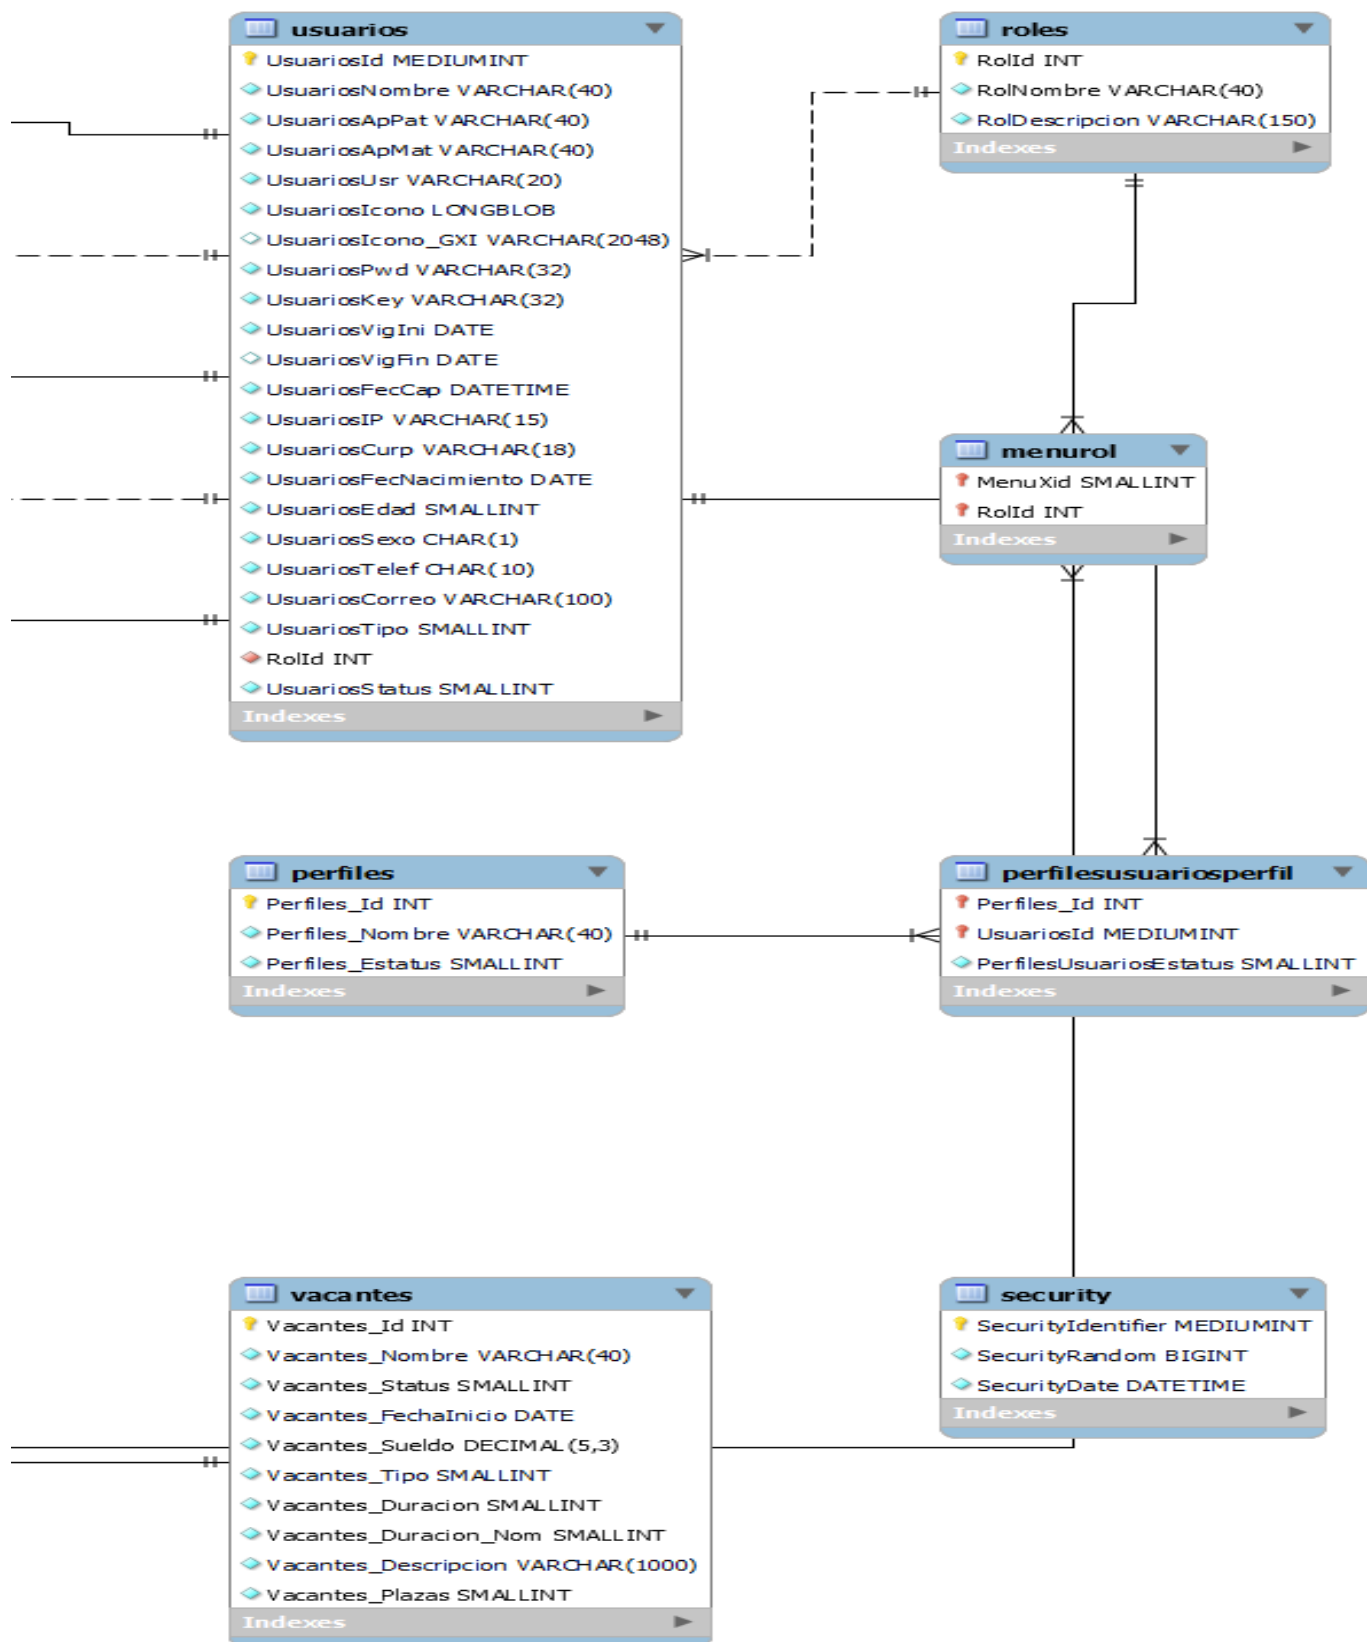 usuarios
UsuariosId MEDIUMINT
UsuariosNombre VARCHAR(40)
UsuariosApPat VARCHAR(40)
UsuariosApMat VARCHAR(40)
UsuariosUsr VARCHAR(20)
UsuariosIcono LONGBLOB
UsuariosIcono_GXI VARCHAR(2048)
UsuariosPwd VARCHAR(32)
UsuariosKey VARCHAR(32)
UsuariosVigIni DATE
UsuariosVigFin DATE
UsuariosFecCap DATETIME
UsuariosIP VARCHAR(15)
UsuariosCurp VARCHAR(18)
UsuariosFecNacimiento DATE
UsuariosEdad SMALLINT
UsuariosSexo CHAR(1)
UsuariosTelef CHAR(10)
UsuariosCorreo VARCHAR(100)
UsuariosTipo SMALLINT
RolId INT
UsuariosStatus SMALLINT
Indexes
roles
RolId INT
RolNombre VARCHAR(40)
RolDescripcion VARCHAR(150)
Indexes
menurol
MenuXid SMALLINT
RolId INT
Indexes
perfiles
Perfiles_Id INT
Perfiles_Nombre VARCHAR(40)
Perfiles_Estatus SMALLINT
Indexes
perfilesusuariosperfil
Perfiles_Id INT
UsuariosId MEDIUMINT
PerfilesUsuariosEstatus SMALLINT
Indexes
vacantes
Vacantes_Id INT
Vacantes_Nombre VARCHAR(40)
Vacantes_Status SMALLINT
Vacantes_FechaInicio DATE
Vacantes_Sueldo DECIMAL(5,3)
Vacantes_Tipo SMALLINT
Vacantes_Duracion SMALLINT
Vacantes_Duracion_Nom SMALLINT
Vacantes_Descripcion VARCHAR(1000)
Vacantes_Plazas SMALLINT
Indexes
security
SecurityIdentifier MEDIUMINT
SecurityRandom BIGINT
SecurityDate DATETIME
Indexes